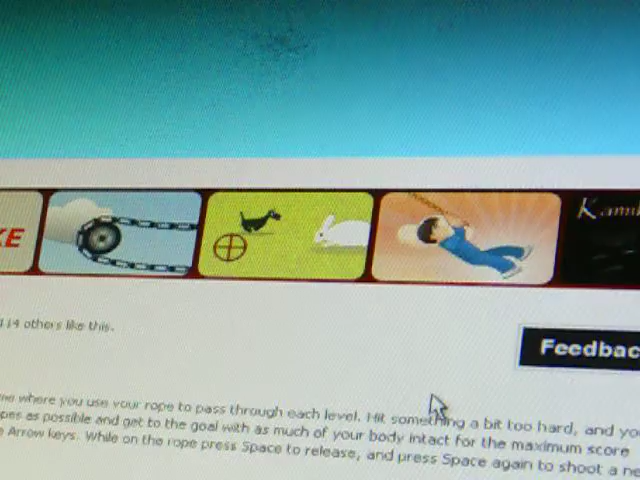 KE
Kami
114 others like this.
Feedbac
me where you use your rope to pass through each level. Hit something a bit too hard, and yo
pes as possible and get to the goal with as much of your body intact for the maximum score
e Arrow keys. While on the rope press Space to release, and press Space again to shoot a ne